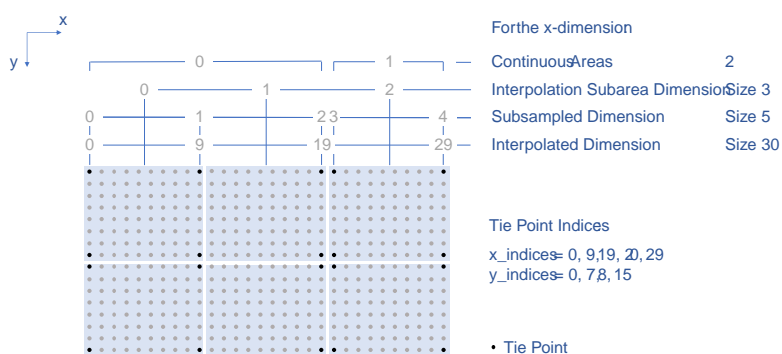 x
Forthe x-dimension:
y
0 1
Continuous Areas 2
0 1 2
Interpolation Subarea Dimension Size 3
0 1 2 3 4
Subsampled Dimension Size 5
0 9 19 29
Interpolated Dimension Size 30
Tie Point Indices
x_indices= 0, 9,19, 20, 29
y_indices= 0, 7,8, 15
• Tie Point